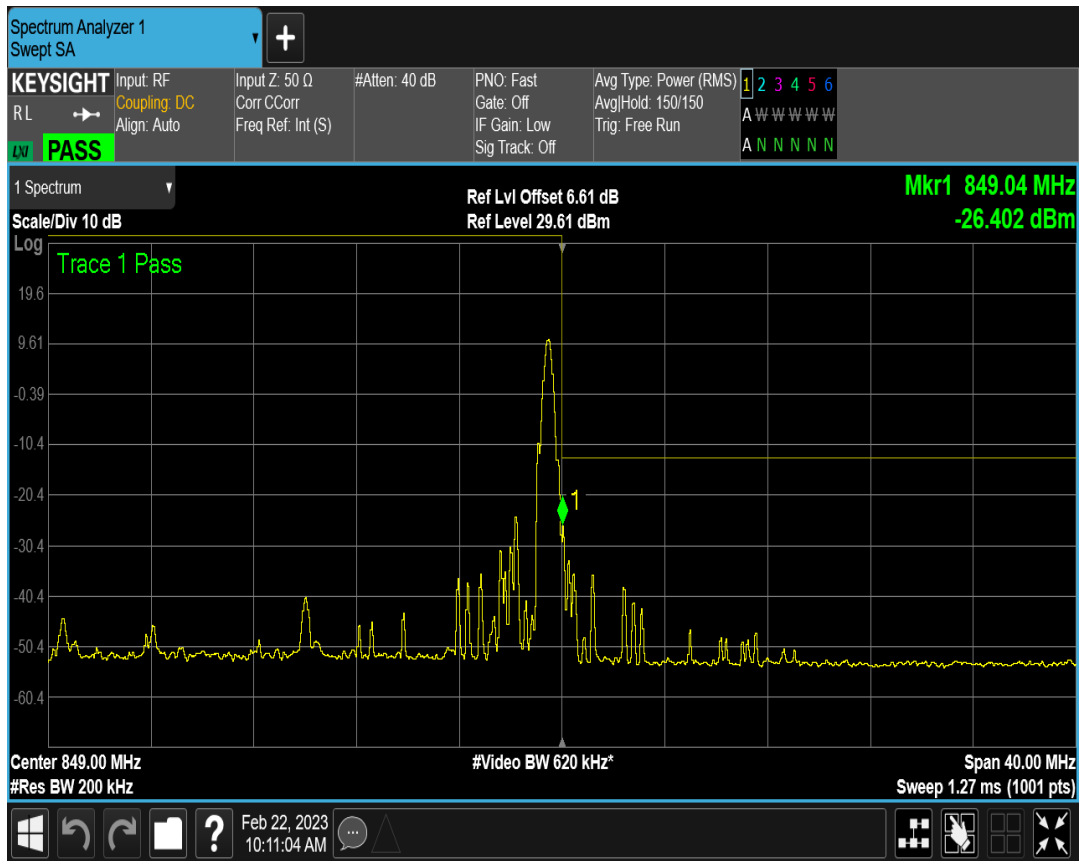 Spectrum Analyzer 1
Swept SA
+
KEYSIGHT
R L
LXI PASS
Input: RF
Coupling: DC
Align: Auto
Input Z: 50 Ω
Corr CCorr
Freq Ref: Int (S)
#Atten: 40 dB
PNO: Fast
Gate: Off
IF Gain: Low
Sig Track: Off
Avg Type: Power (RMS)
Avg|Hold: 150/150
Trig: Free Run
1 2 3 4 5 6
A W W W W W
A N N N N N
1 Spectrum
Scale/Div 10 dB
Ref Lvl Offset 6.61 dB
Ref Level 29.61 dBm
Mkr1 849.04 MHz
-26.402 dBm
Log
Trace 1 Pass
19.6
9.61
-0.39
-10.4
-20.4
1
-30.4
-40.4
-50.4
-60.4
Center 849.00 MHz
#Video BW 620 kHz*
Span 40.00 MHz
#Res BW 200 kHz
Sweep 1.27 ms (1001 pts)
?
Feb 22, 2023
10:11:04 AM